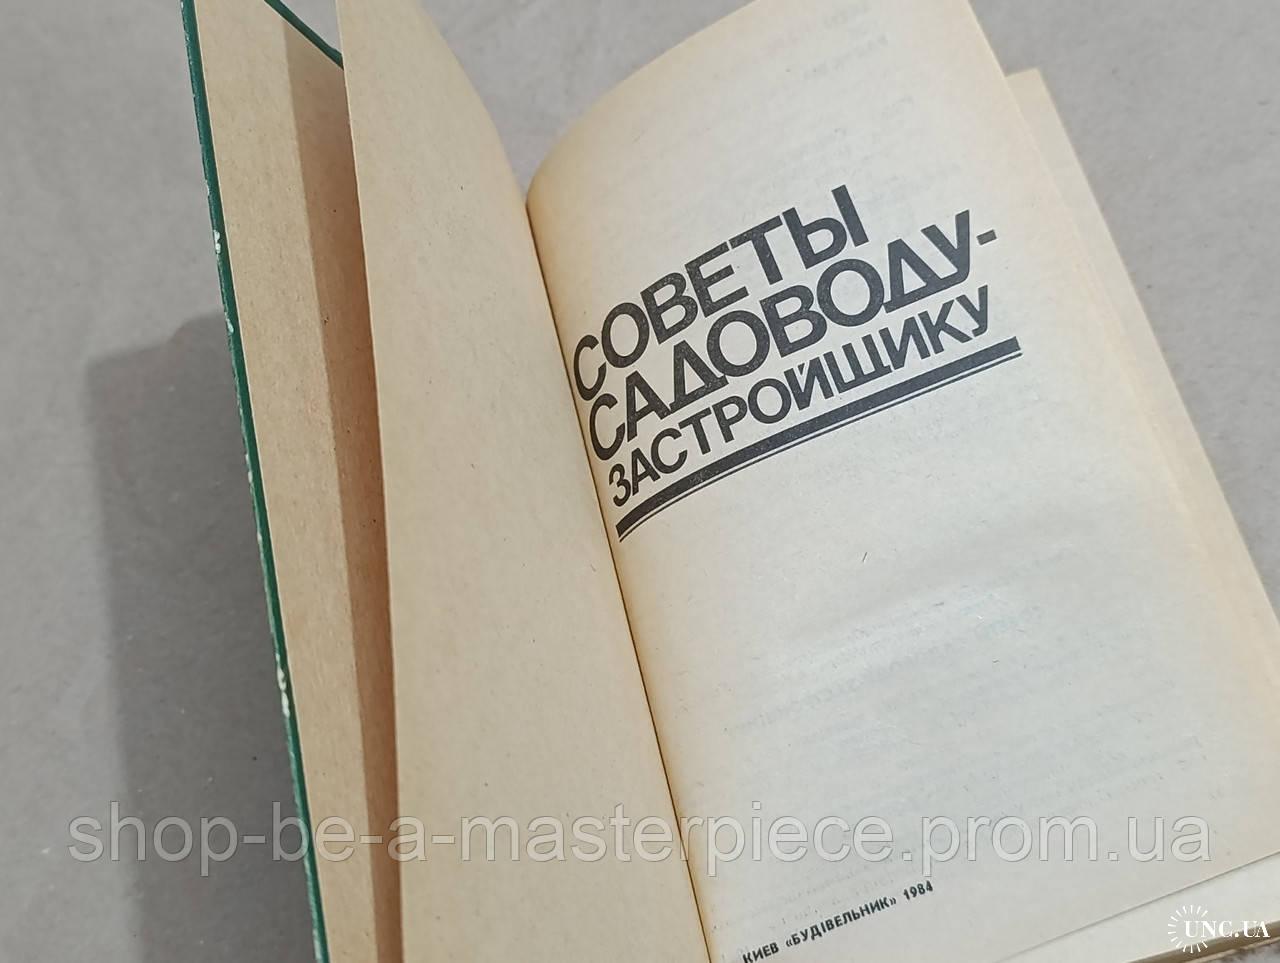 СОВЕТЫ
САДОВОДУ-
ЗАСТРОЙЩИКУ
shop-be-a-masterpiece.prom.ua
КИЕВ «БУДІВЕЛЬНИК» 1984
UNC.UA